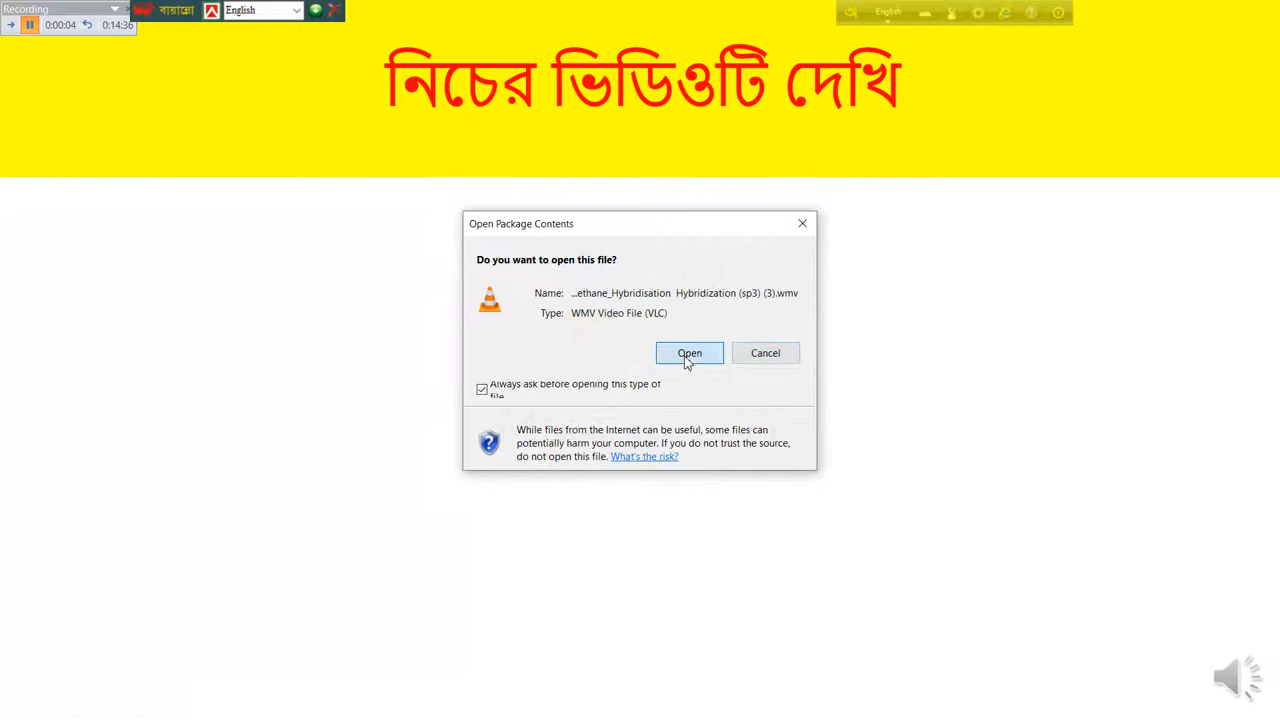 Recording
0:00:04
0:14:36
বায়ান্নো
English
English
নিচের ভিডিওটি দেখি
Open Package Contents
Do you want to open this file?
Name: ...ethane_Hybridisation Hybridization (sp3) (3).wmv
Type: WMV Video File (VLC)
Open
Cancel
Always ask before opening this type of
file
While files from the Internet can be useful, some files can
potentially harm your computer. If you do not trust the source,
do not open this file. What's the risk?